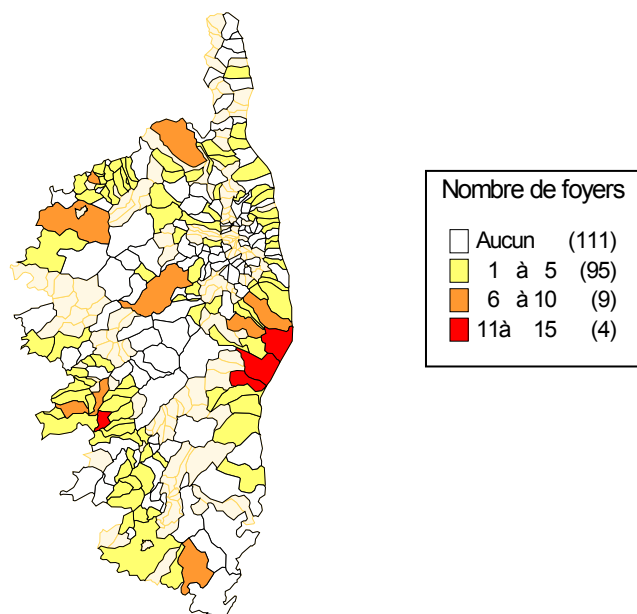 Nombre de foyers
Aucun (111)
1 à 5 (95)
6 à 10 (9)
11à 15 (4)